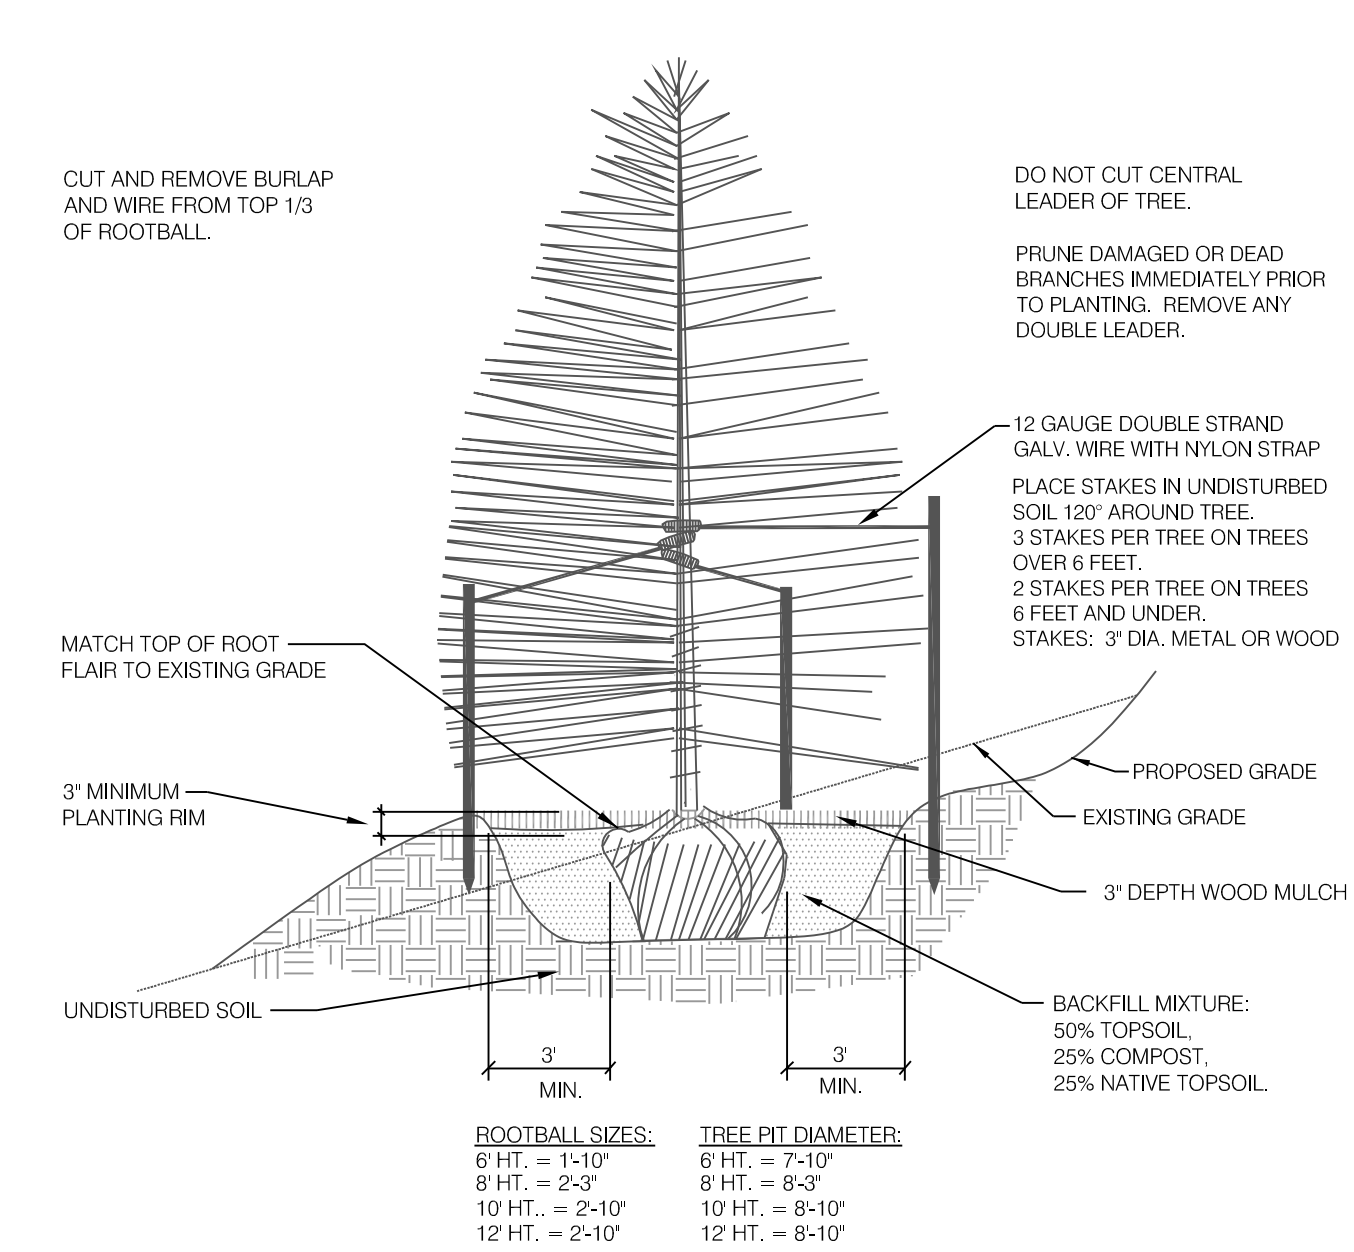 CUT AND REMOVE BURLAP
AND WIRE FROM TOP 1/3
OF ROOTBALL.
DO NOT CUT CENTRAL
LEADER OF TREE.
PRUNE DAMAGED OR DEAD
BRANCHES IMMEDIATELY PRIOR
TO PLANTING. REMOVE ANY
DOUBLE LEADER.
12 GAUGE DOUBLE STRAND
GALV. WIRE WITH NYLON STRAP
PLACE STAKES IN UNDISTURBED
SOIL 120° AROUND TREE.
3 STAKES PER TREE ON TREES
OVER 6 FEET.
2 STAKES PER TREE ON TREES
6 FEET AND UNDER.
STAKES: 3" DIA. METAL OR WOOD
MATCH TOP OF ROOT
FLAIR TO EXISTING GRADE
3" MINIMUM
PLANTING RIM
PROPOSED GRADE
EXISTING GRADE
3" DEPTH WOOD MULCH
UNDISTURBED SOIL
BACKFILL MIXTURE:
50% TOPSOIL,
25% COMPOST,
25% NATIVE TOPSOIL.
3'
MIN.
3'
MIN.
ROOTBALL SIZES:
6' HT. = 1'-10"
8' HT. = 2'-3"
10' HT.. = 2'-10"
12' HT. = 2'-10"
TREE PIT DIAMETER:
6' HT. = 7'-10"
8' HT. = 8'-3"
10' HT. = 8'-10"
12' HT. = 8'-10"